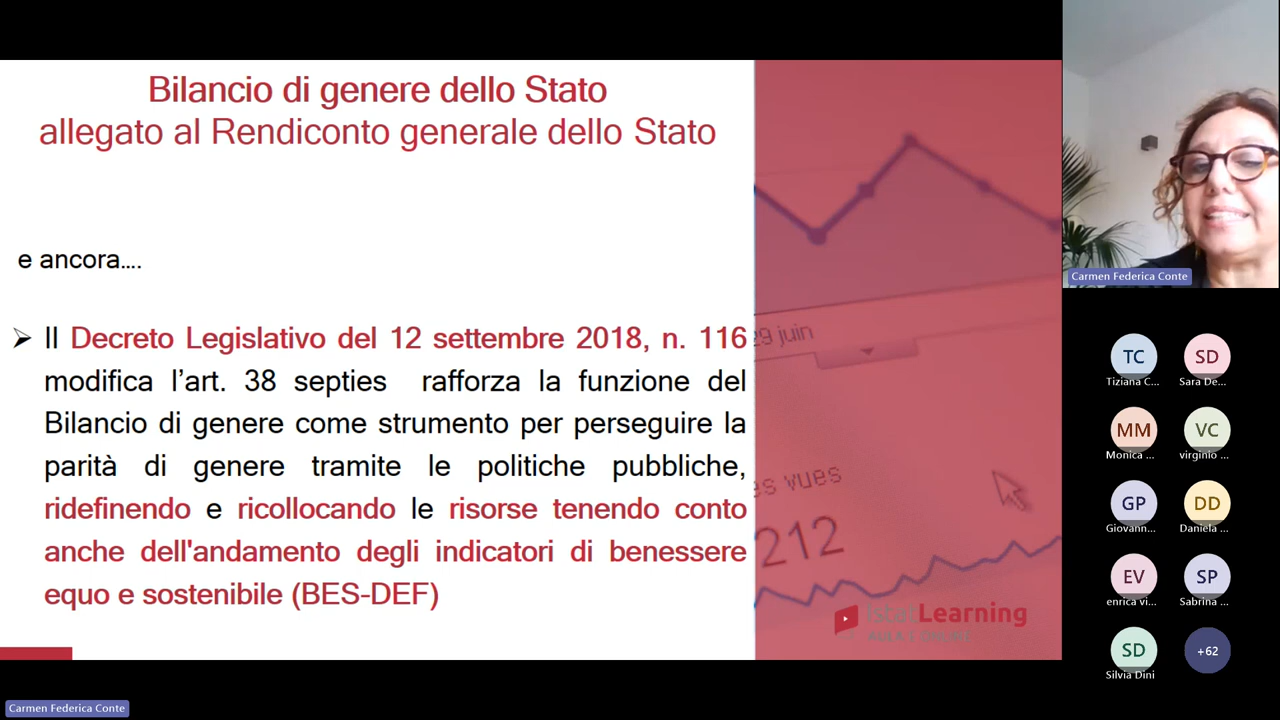 Bilancio di genere dello Stato
allegato al Rendiconto generale dello Stato
e ancora....
➢ Il Decreto Legislativo del 12 settembre 2018, n. 116
modifica l’art. 38 septies rafforza la funzione del
Bilancio di genere come strumento per perseguire la
parità di genere tramite le politiche pubbliche,
ridefinendo e ricollocando le risorse tenendo conto
anche dell'andamento degli indicatori di benessere
equo e sostenibile (BES-DEF)
29 juin
es vues
212
istatLearning
AULA E ONLINE
Carmen Federica Conte
TC
SD
Tiziana C...
Sara De...
MM
VC
Monica ...
virginio ...
GP
DD
Giovann...
Daniela ...
EV
SP
enrica vi...
Sabrina ...
SD
+62
Silvia Dini
Carmen Federica Conte